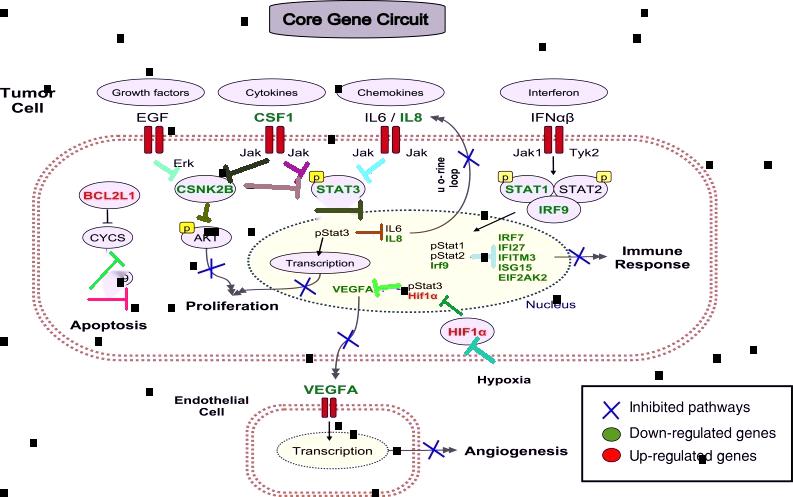 Core Gene Circuit
Tumor
Cell
Growth factors
Cytokines
Chemokines
Interferon
EGF
CSF1
IL6 / IL8
IFNαβ
Erk
Jak
Jak
Jak
Jak
Jak1
Tyk2
BCL2L1
CSNK2B
P
STAT3
loop
P
STAT1
STAT2
P
IRF9
CYCS
P
AKT
pStat3
IL6
IL8
Transcription
pStat1
pStat2
Irf9
IRF7
IFI27
IFITM3
ISG15
EIF2AK2
Immune
Response
VEGFA
pStat3
Hif1α
Nucleus
Proliferation
Apoptosis
HIF1α
Hypoxia
VEGFA
Endothelial
Cell
Transcription
Angiogenesis
Inhibited pathways
Down-regulated genes
Up-regulated genes